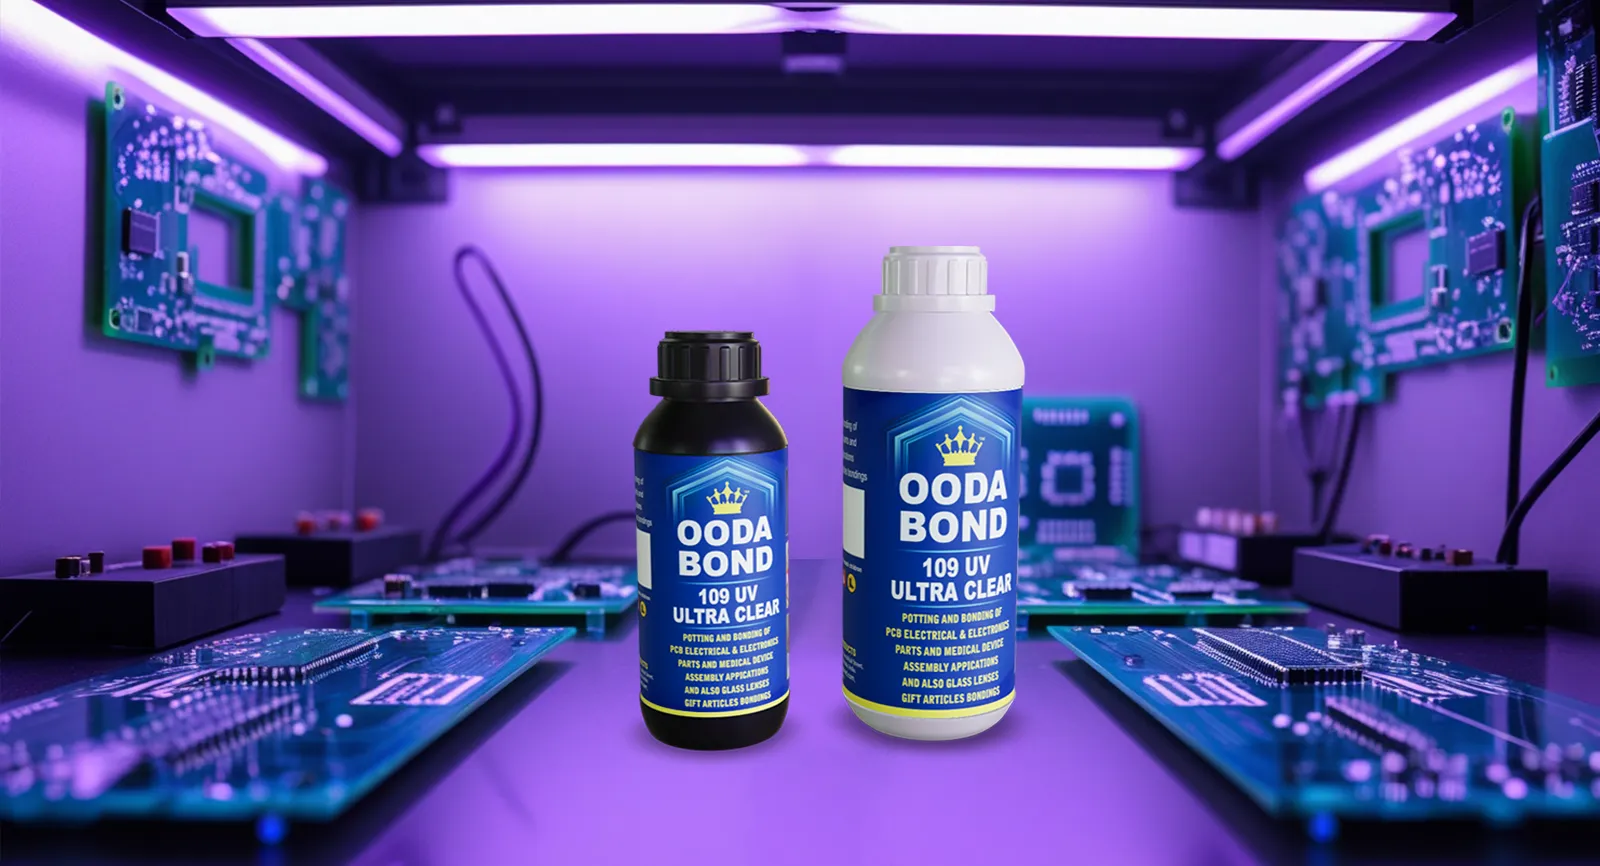 OODA
BOND
109 UV
ULTRA CLEAR
POTTING AND BONDING OF
PCB ELECTRICAL & ELECTRONICS
PARTS AND MEDICAL DEVICE
ASSEMBLY APPICATIONS
AND ALSO GLASS LENSES
GIFT ARTICLES BONDINGS
OODA
BOND
109 UV
ULTRA CLEAR
POTTING AND BONDING OF
PCB ELECTRICAL & ELECTRONICS
PARTS AND MEDICAL DEVICE
ASSEMBLY APPICATIONS
AND ALSO GLASS LENSES
GIFT ARTICLES BONDINGS